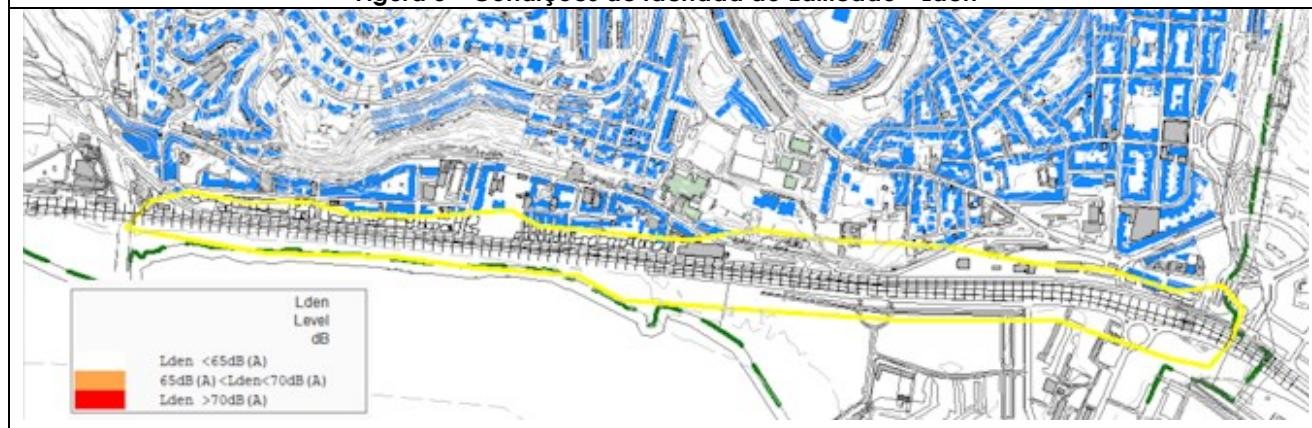 Lden
Level
dB
Lden <65dB(A)
65dB(A)<Lden<70dB(A)
Lden >70dB(A)